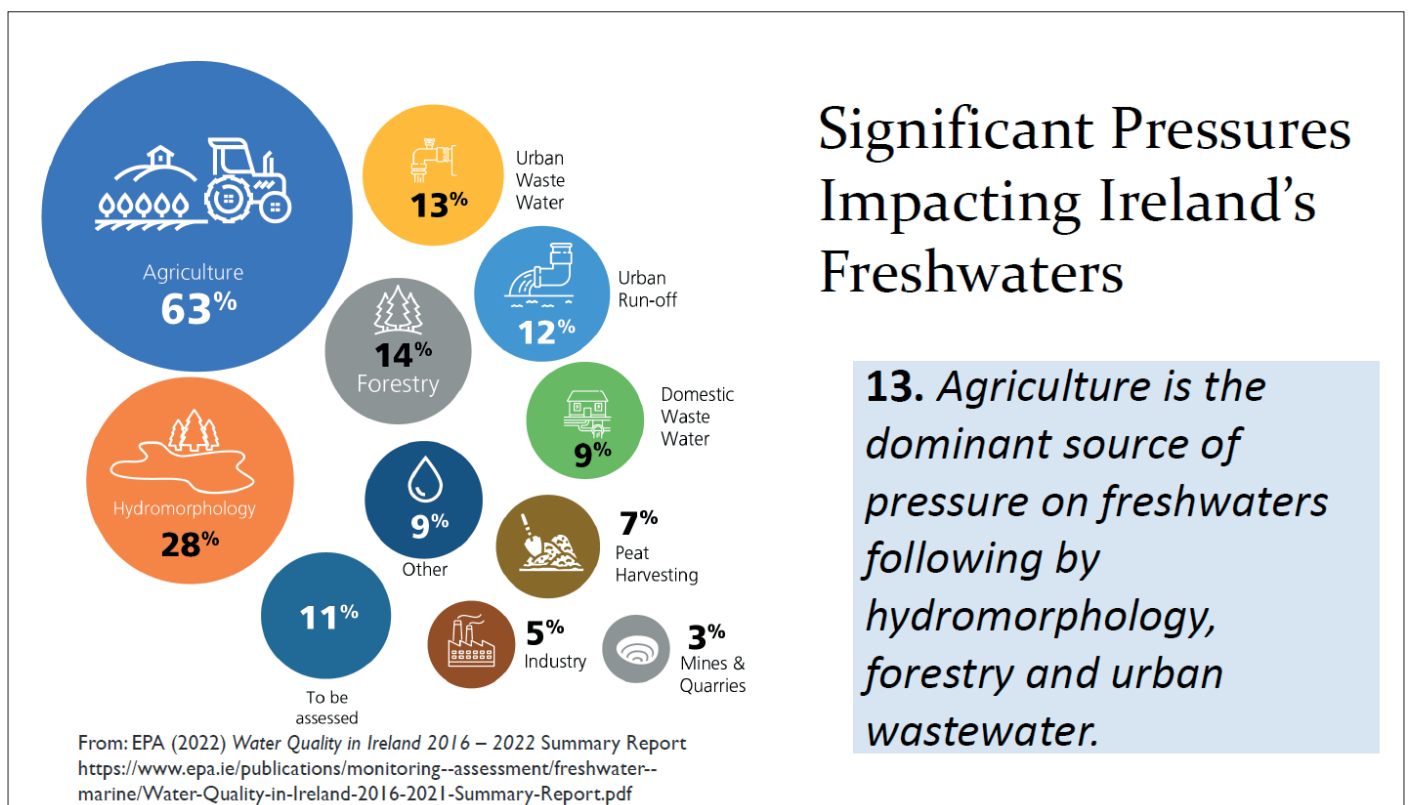 Agriculture
63%
Urban
Waste
Water
13%
Urban
Run-off
12%
14%
Forestry
Domestic
Waste
Water
9%
Hydromorphology
28%
9%
Other
7%
Peat
Harvesting
11%
To be
assessed
5%
Industry
3%
Mines &
Quarries
From: EPA (2022) Water Quality in Ireland 2016 – 2022 Summary Report
https://www.epa.ie/publications/monitoring--assessment/freshwater--
marine/Water-Quality-in-Ireland-2016-2021-Summary-Report.pdf
Significant Pressures
Impacting Ireland’s
Freshwaters
13. Agriculture is the
dominant source of
pressure on freshwaters
following by
hydromorphology,
forestry and urban
wastewater.